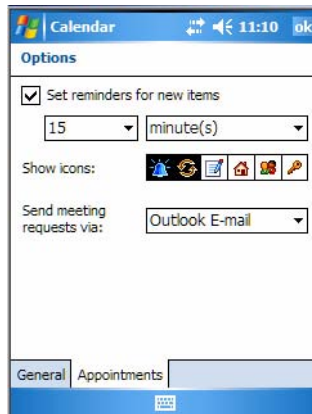 Calendar 11:10 ok
Options
Set reminders for new items
15 minute(s)
Show icons:
Send meeting
requests via:
Outlook E-mail
General Appointments